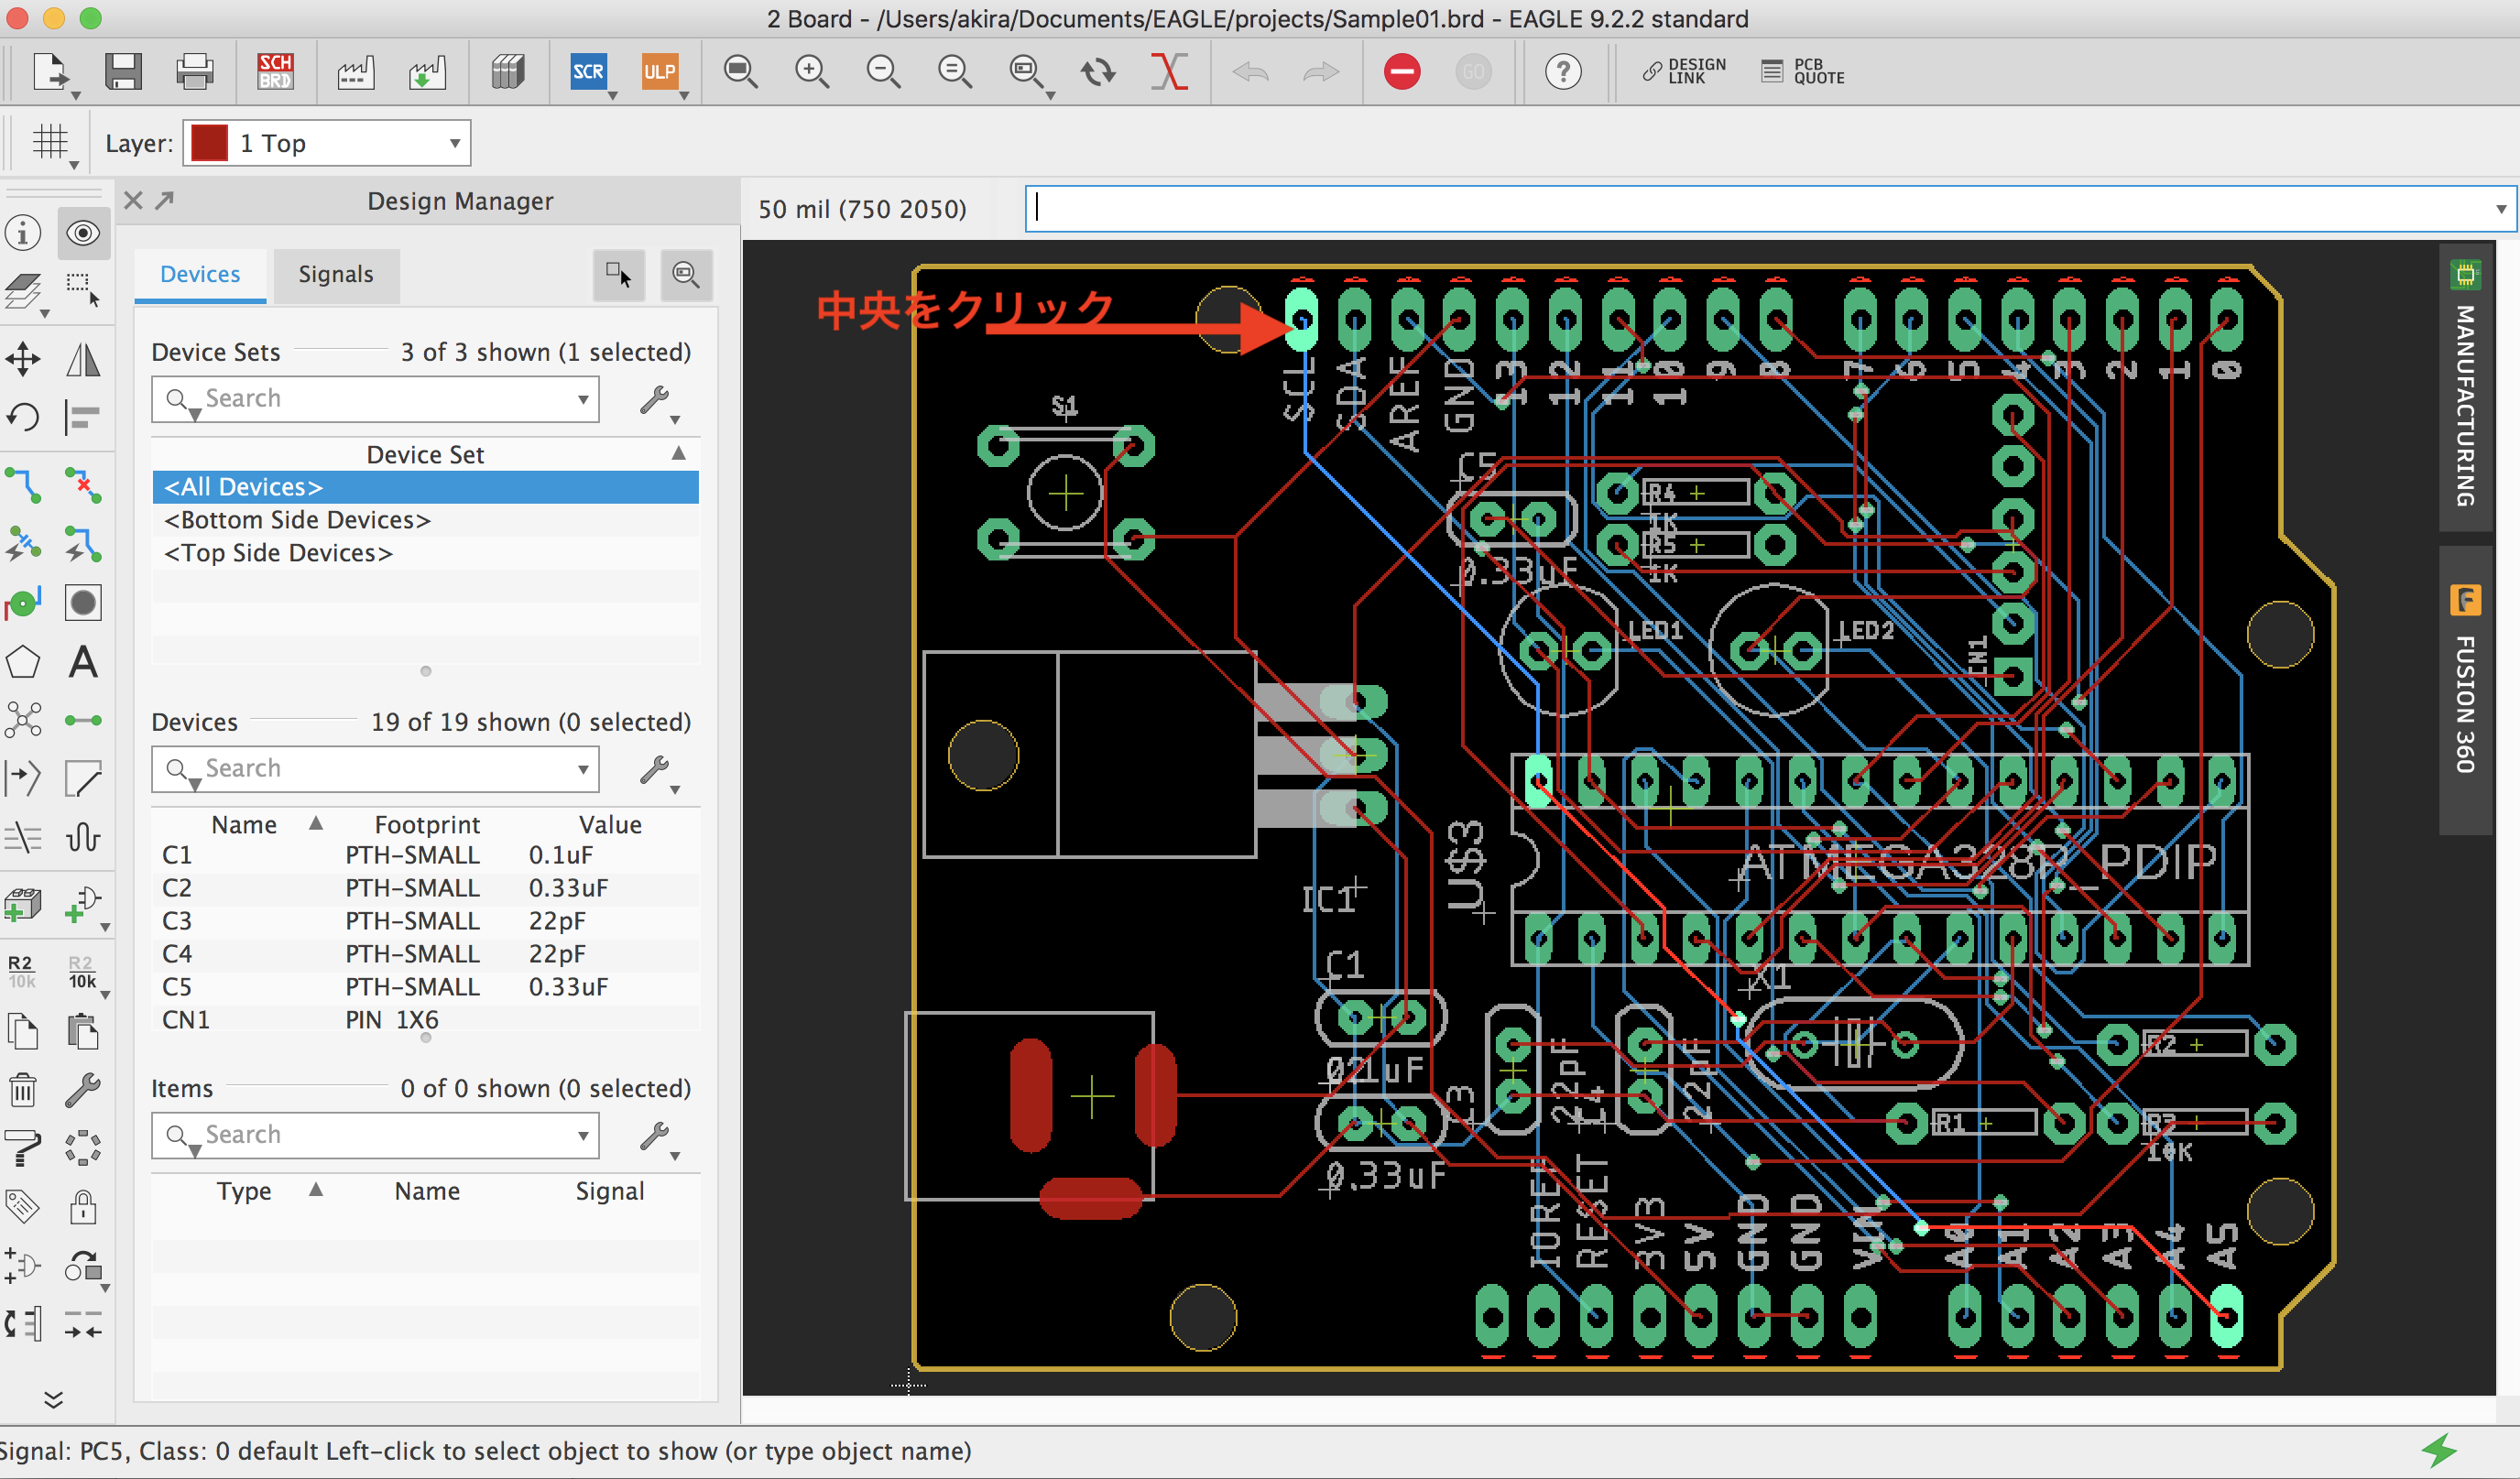 2 Board - /Users/akira/Documents/EAGLE/projects/Sample01.brd - EAGLE 9.2.2 standard
SCH
BRD
SCR
ULP
GO
?
DESIGN
LINK
PCB
QUOTE
Layer:
1 Top
Design Manager
50 mil (750 2050)
Devices
Signals
Device Sets
3 of 3 shown (1 selected)
Search
Device Set
<All Devices>
<Bottom Side Devices>
<Top Side Devices>
Devices
19 of 19 shown (0 selected)
Search
Name Footprint Value
C1 PTH-SMALL 0.1uF
C2 PTH-SMALL 0.33uF
C3 PTH-SMALL 22pF
C4 PTH-SMALL 22pF
C5 PTH-SMALL 0.33uF
CN1 PIN 1X6
Items
0 of 0 shown (0 selected)
Search
Type Name Signal
R2
10k
R2
10k
中央をクリック
SCL
SDA
AREF
GND
13
12
11
10
9
8
7
6
5
4
3
2
1
0
S1
C5
0.33uF
R4
1K
R5
1K
LED1
LED2
CN1
U$3
ATMEGA328P_PDIP
IC1
C1
0.1uF
0.33uF
C3
22pF
C4
22pF
X1
R2
R1
R3
10K
IOREF
RESET
3V3
5V
GND
GND
VIN
A0
A1
A2
A3
A4
A5
MANUFACTURING
F
FUSION 360
Signal: PC5, Class: 0 default Left-click to select object to show (or type object name)